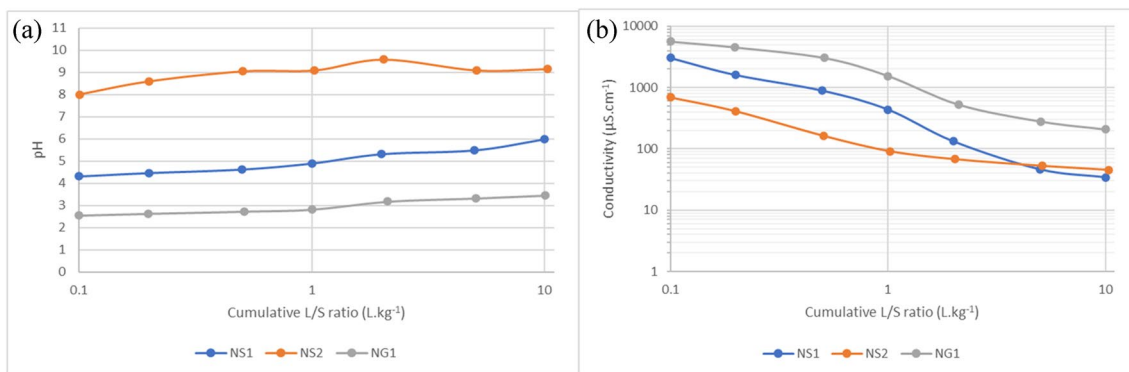 (a)
11
10
9
8
7
6
5
4
3
2
1
0
pH
0.1
1
10
Cumulative L/S ratio (L.kg⁻¹)
NS1 NS2 NG1
(b)
10000
1000
100
10
1
Conductivity (µS.cm⁻¹)
0.1
1
10
Cumulative L/S ratio (L.kg⁻¹)
NS1 NS2 NG1